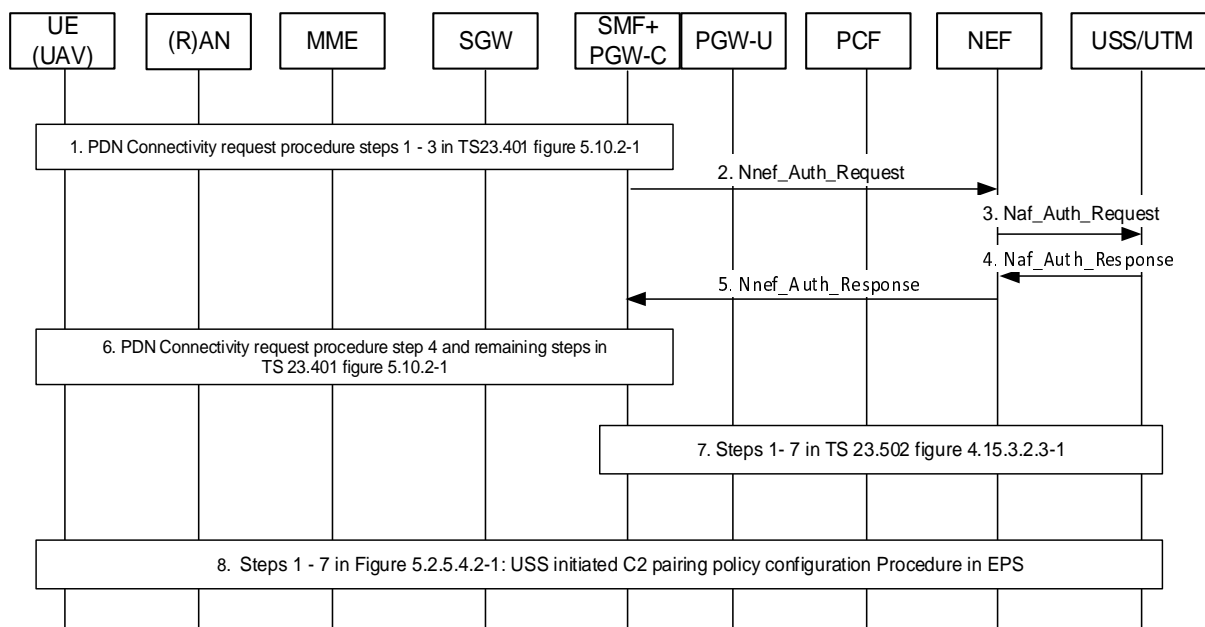 UE
(UAV)
(R)AN
MME
SGW
SMF+
PGW-C
PGW-U
PCF
NEF
USS/UTM
1. PDN Connectivity request procedure steps 1 - 3 in TS23.401 figure 5.10.2-1
2. Nnef_Auth_Request
3. Naf_Auth_Request
4. Naf_Auth_Response
5. Nnef_Auth_Response
6. PDN Connectivity request procedure step 4 and remaining steps in
TS 23.401 figure 5.10.2-1
7. Steps 1- 7 in TS 23.502 figure 4.15.3.2.3-1
8. Steps 1 - 7 in Figure 5.2.5.4.2-1: USS initiated C2 pairing policy configuration Procedure in EPS